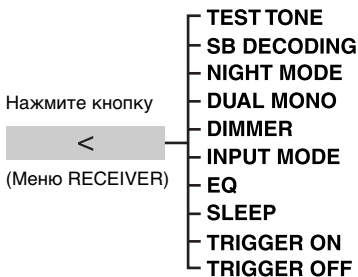 Нажмите кнопку
<
(Меню RECEIVER)
TEST TONE
SB DECODING
NIGHT MODE
DUAL MONO
DIMMER
INPUT MODE
EQ
SLEEP
TRIGGER ON
TRIGGER OFF